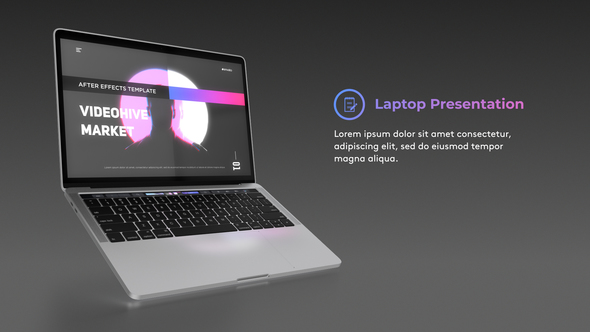 AFTER EFFECTS TEMPLATE
VIDEOHIVE
MARKET
01
Laptop Presentation
Lorem ipsum dolor sit amet consectetur,
adipiscing elit, sed do eiusmod tempor
magna aliqua.